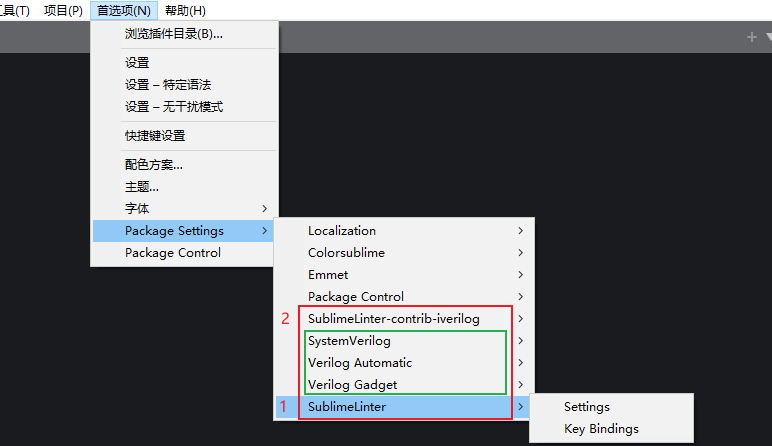 工具(T) 项目(P) 首选项(N) 帮助(H)
浏览插件目录(B)...
设置
设置 – 特定语法
设置 – 无干扰模式
快捷键设置
配色方案...
主题...
字体
Package Settings
Package Control
Localization
Colorsublime
Emmet
Package Control
2 SublimeLinter-contrib-iverilog
SystemVerilog
Verilog Automatic
Verilog Gadget
1 SublimeLinter
Settings
Key Bindings